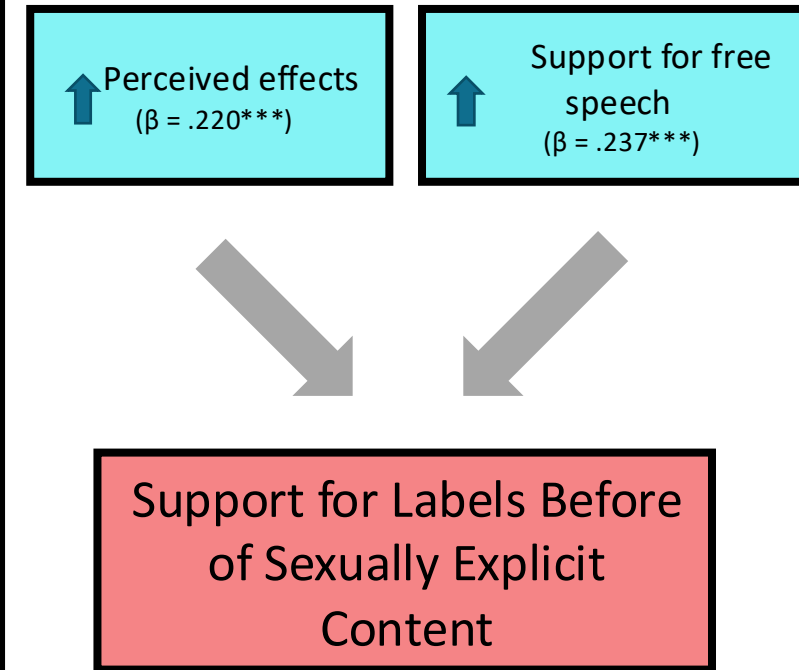 Perceived effects
(β = .220***)
Support for free
speech
(β = .237***)
Support for Labels Before
of Sexually Explicit
Content